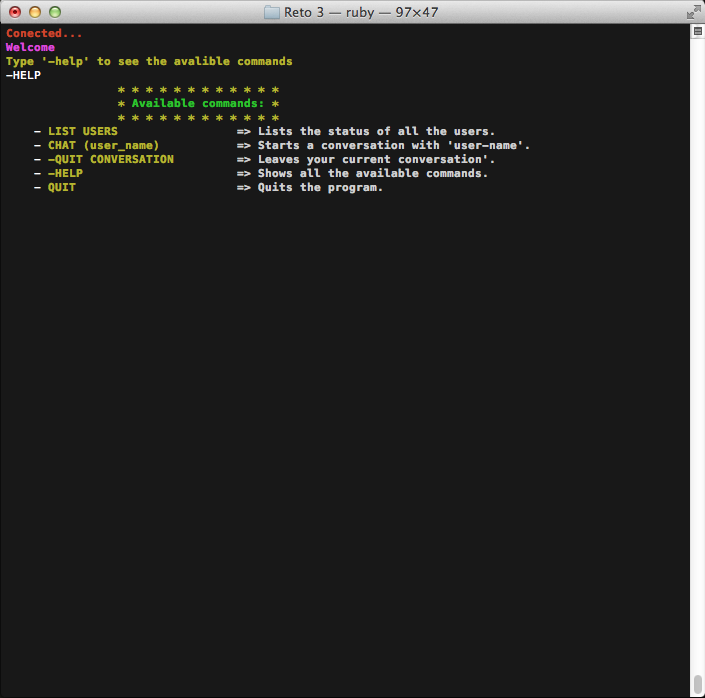 Reto 3 — ruby — 97×47
Conected...
Welcome
Type '-help' to see the avalible commands
-HELP
* * * * * * * * * * * *
* Available commands: *
* * * * * * * * * * * *
- LIST USERS => Lists the status of all the users.
- CHAT (user_name) => Starts a conversation with 'user-name'.
- -QUIT CONVERSATION => Leaves your current conversation'.
- -HELP => Shows all the available commands.
- QUIT => Quits the program.